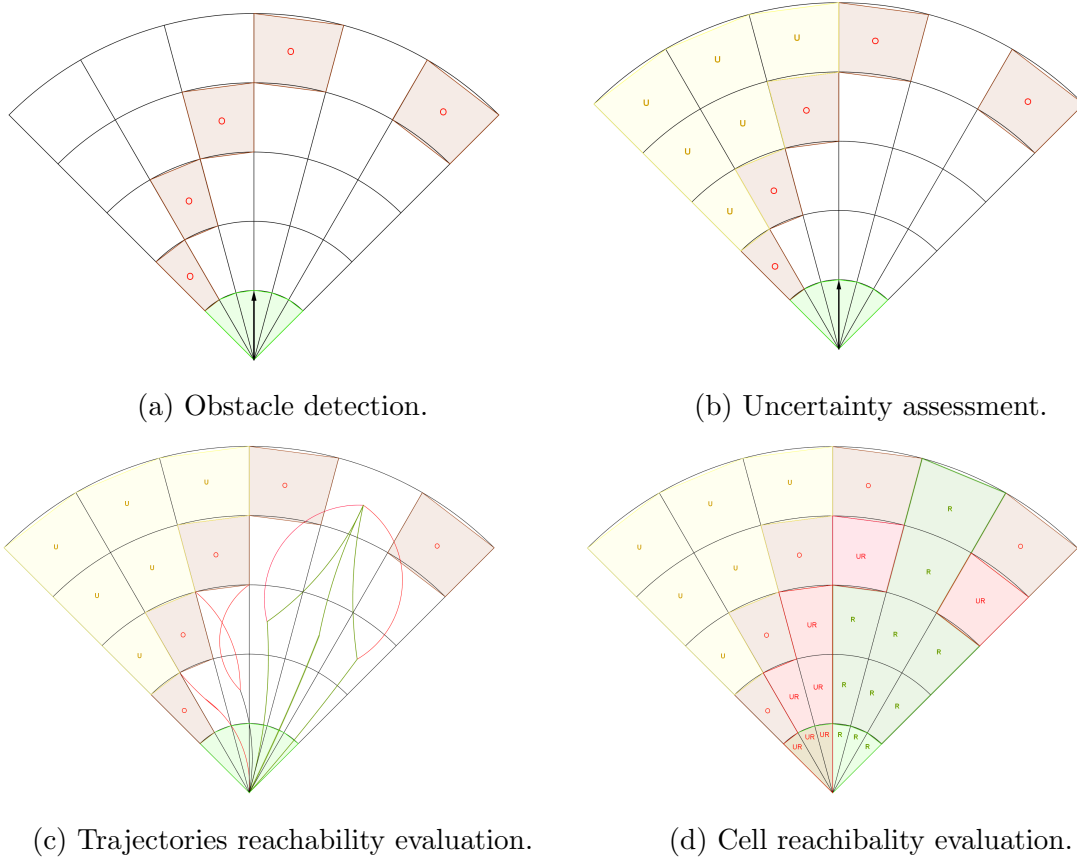 O
O
O
O
O
(a) Obstacle detection.
U
O
U
U
O
O
U
U
O
U
O
(b) Uncertainty assessment.
U
O
U
U
O
O
U
U
O
U
O
(c) Trajectories reachability evaluation.
U
O
U
R
U
O
O
UR
U
R
U
UR
UR
R
O
R
R
U
UR
UR
R
R
R
O
UR
UR
UR
R
R
R
(d) Cell reachibality evaluation.